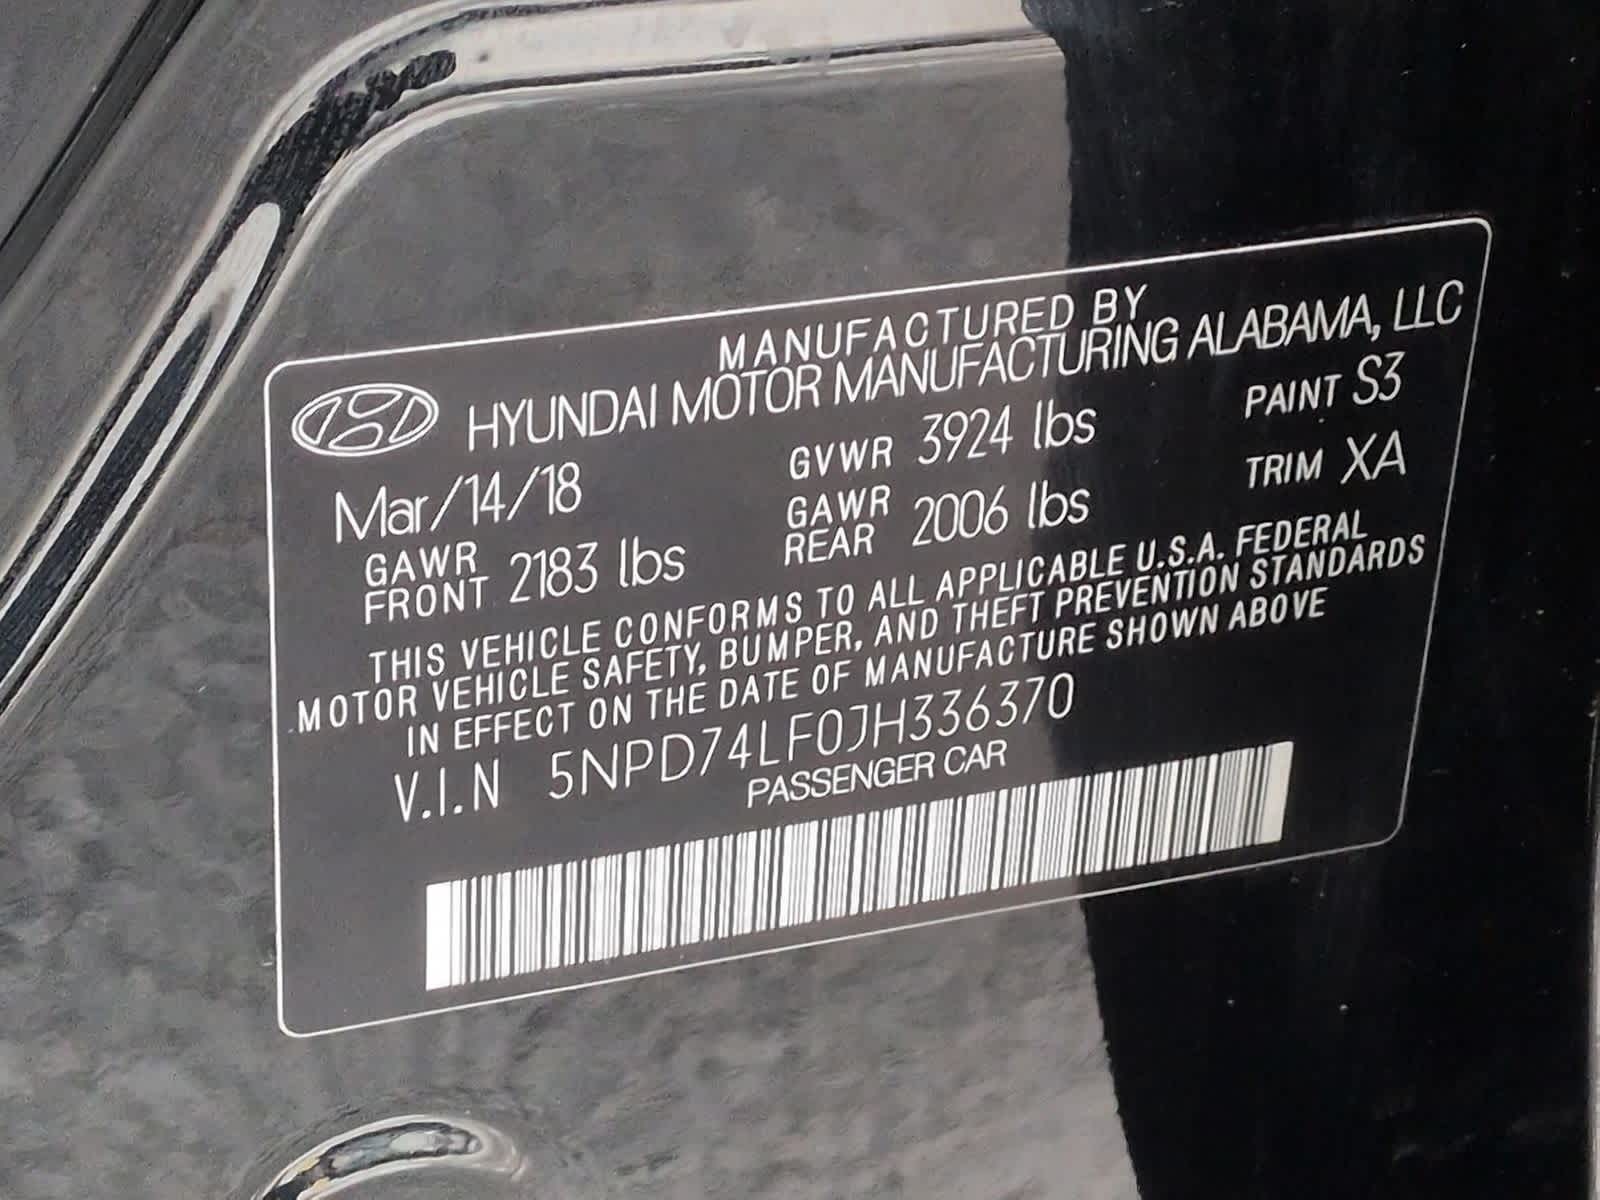 MANUFACTURED BY
HYUNDAI MOTOR MANUFACTURING ALABAMA, LLC
Mar/14/18 GVWR 3924 lbs PAINT S3
GAWR FRONT 2183 lbs GAWR REAR 2006 lbs TRIM XA
THIS VEHICLE CONFORMS TO ALL APPLICABLE U.S.A. FEDERAL
MOTOR VEHICLE SAFETY, BUMPER, AND THEFT PREVENTION STANDARDS
IN EFFECT ON THE DATE OF MANUFACTURE SHOWN ABOVE
V.I.N 5NPD74LF0JH336370
PASSENGER CAR